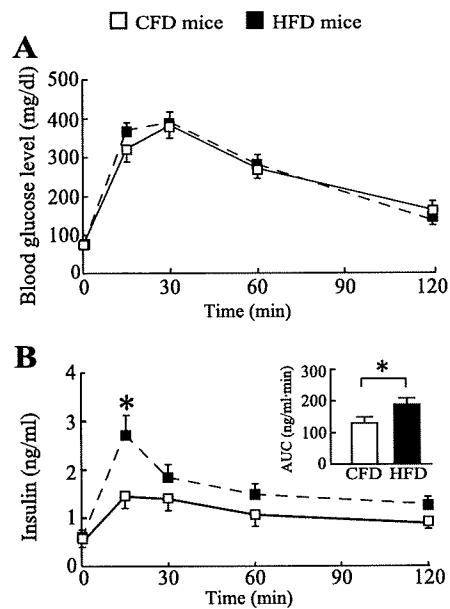 CFD mice HFD mice
A
Blood glucose level (mg/dl)
500
400
300
200
100
0
0 30 60 90 120
Time (min)
B
Insulin (ng/ml)
4
3
2
1
0
*
0 30 60 90 120
Time (min)
AUC (ng/ml·min)
300
200
100
0
*
CFD HFD